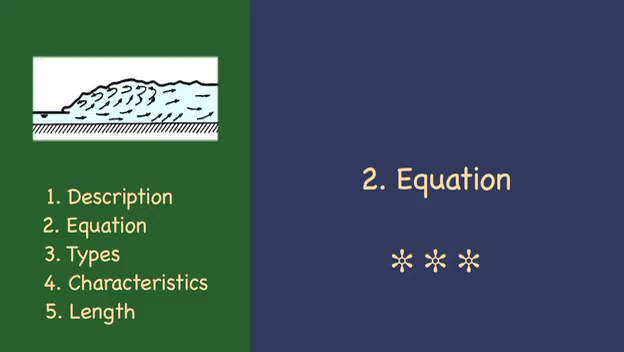 1. Description
2. Equation
3. Types
4. Characteristics
5. Length
2. Equation